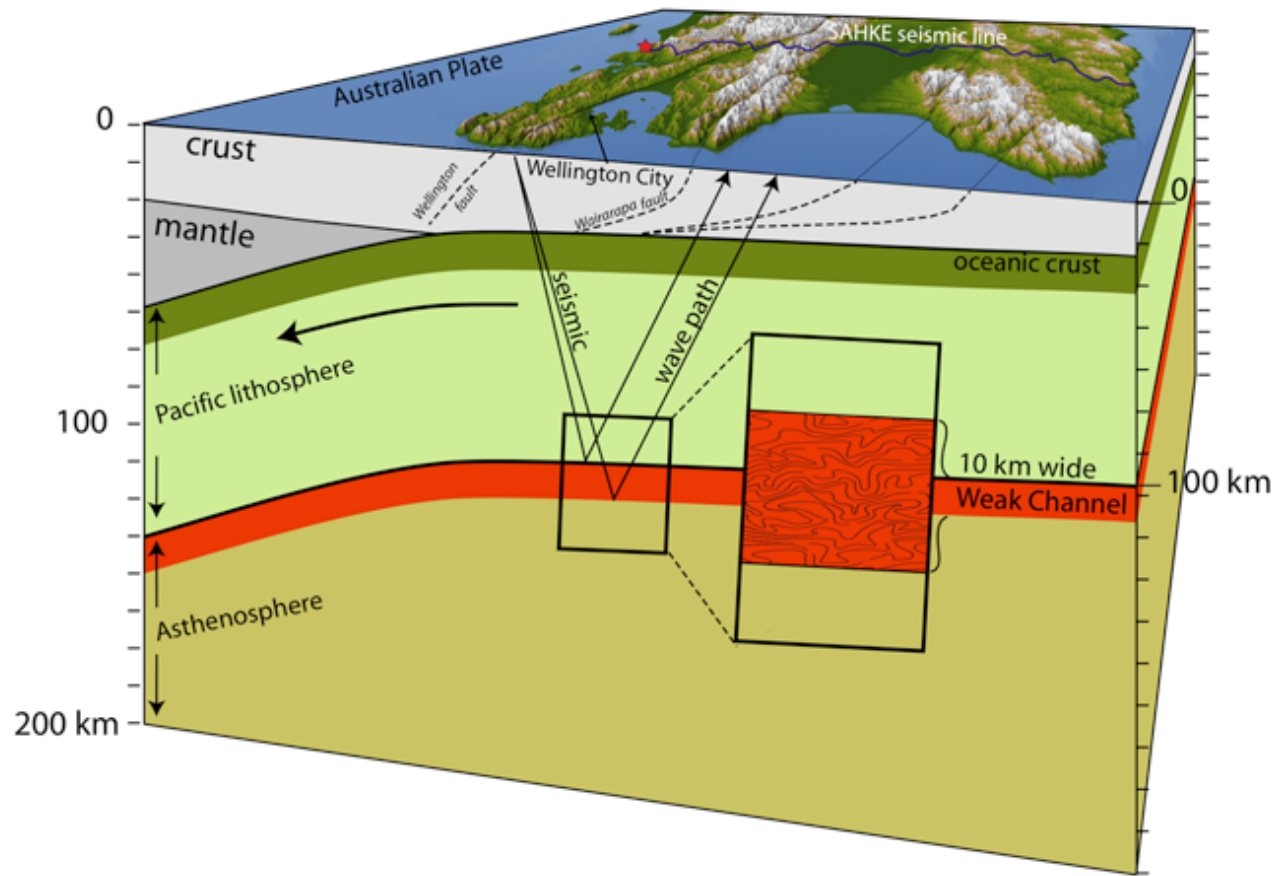 SAHKE seismic line
Australian Plate
0
crust
Wellington City
Wellington
fault
Wairarapa fault
0
mantle
oceanic crust
seismic
wave path
Pacific lithosphere
100
10 km wide
100 km
Weak Channel
Asthenosphere
200 km